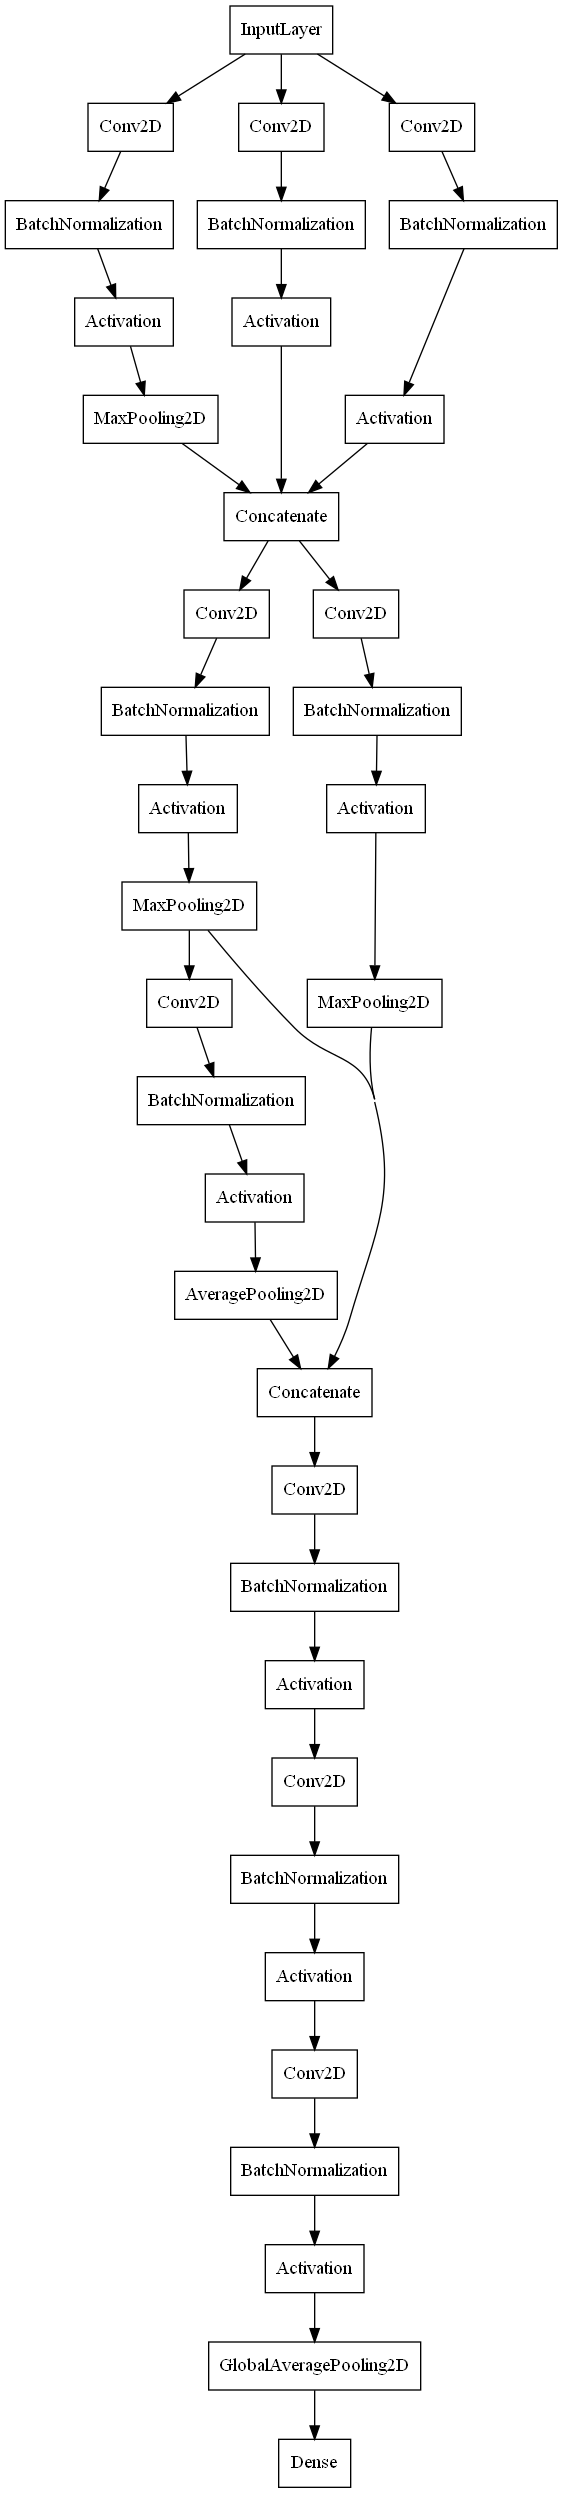 InputLayer
Conv2D
Conv2D
Conv2D
BatchNormalization
BatchNormalization
BatchNormalization
Activation
Activation
MaxPooling2D
Activation
Concatenate
Conv2D
Conv2D
BatchNormalization
BatchNormalization
Activation
Activation
MaxPooling2D
Conv2D
MaxPooling2D
BatchNormalization
Activation
AveragePooling2D
Concatenate
Conv2D
BatchNormalization
Activation
Conv2D
BatchNormalization
Activation
Conv2D
BatchNormalization
Activation
GlobalAveragePooling2D
Dense